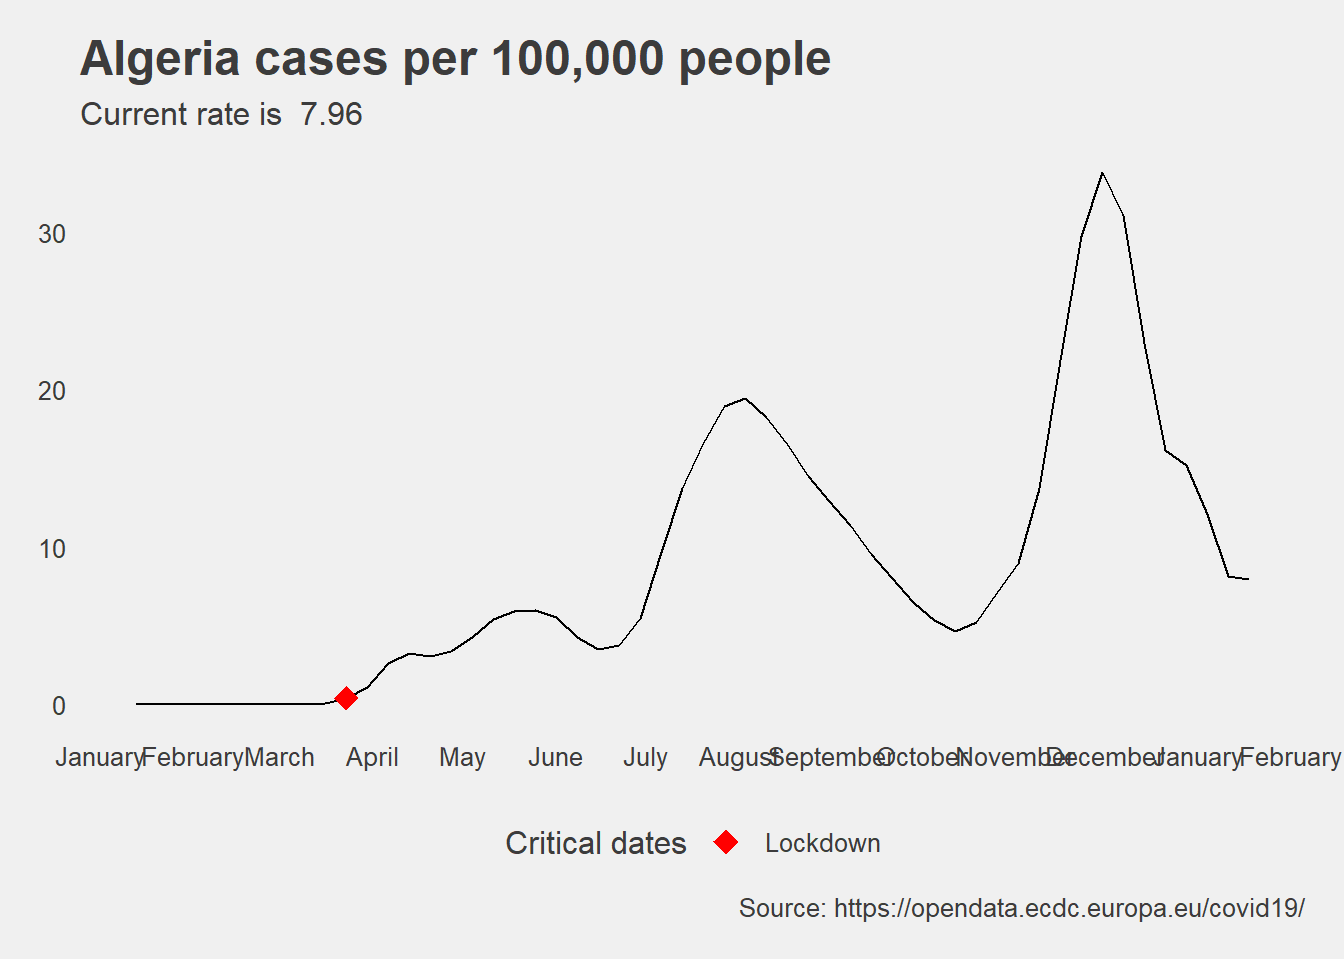 Algeria cases per 100,000 people
Current rate is  7.96
30
20
10
0
January February March April May June July August September October November December January February
Critical dates Lockdown
Source: https://opendata.ecdc.europa.eu/covid19/